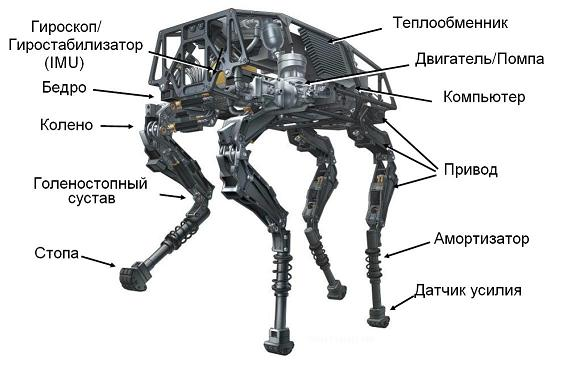 Гироскоп/
Гиростабилизатор
(IMU)
Бедро
Колено
Голеностопный
сустав
Стопа
Теплообменник
Двигатель/Помпа
Компьютер
Привод
Амортизатор
Датчик усилия